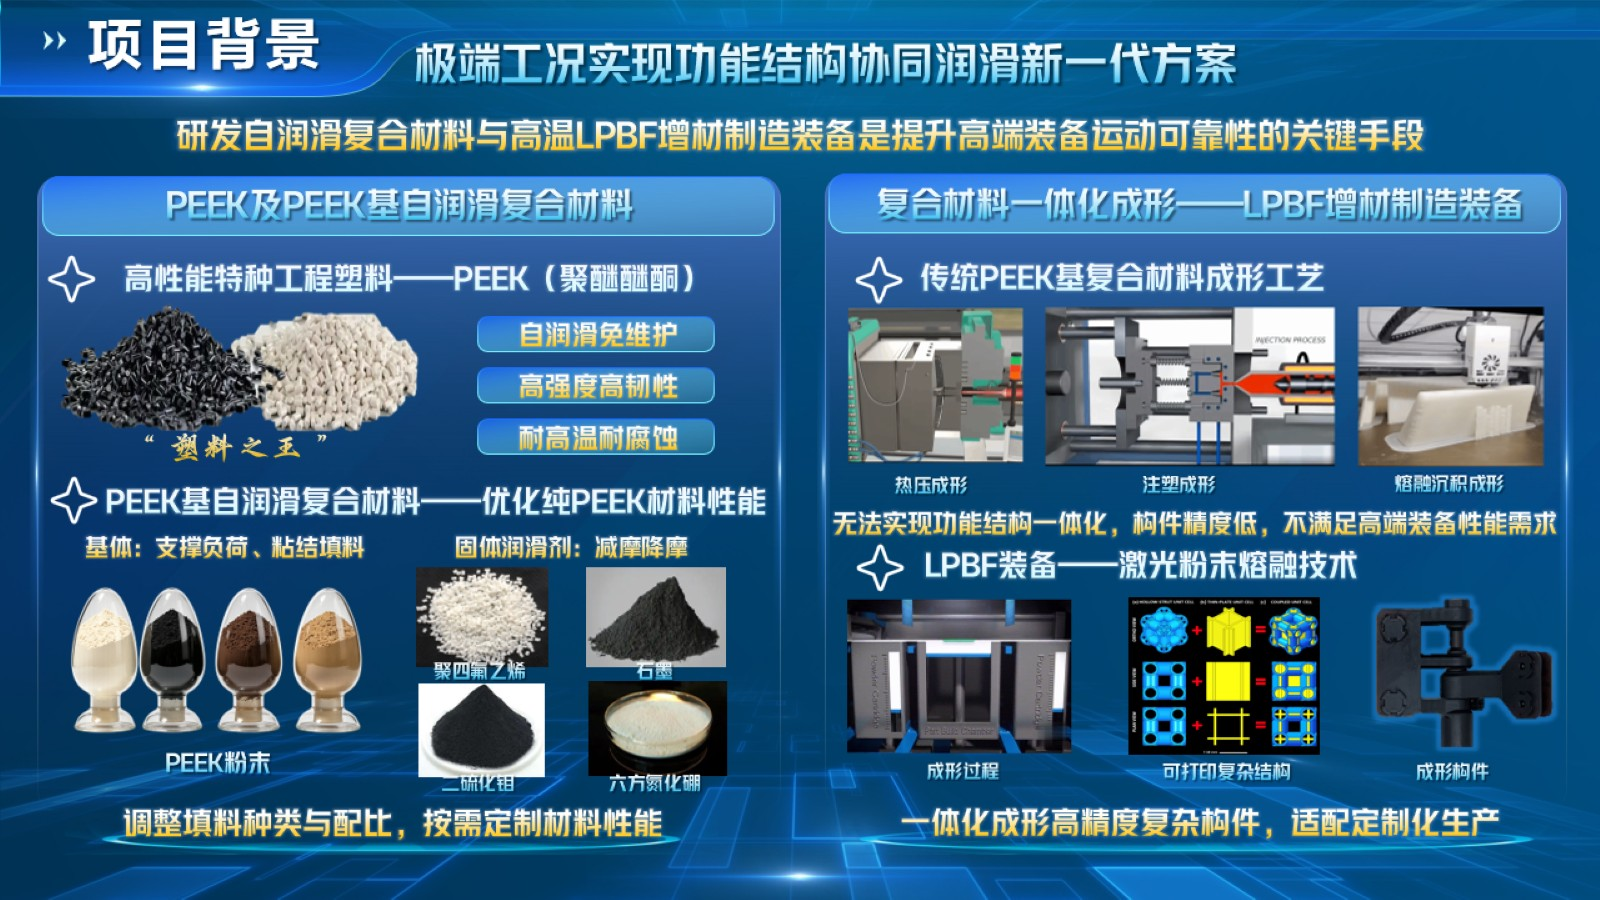 项目背景
极端工况实现功能结构协同润滑新一代方案
研发自润滑复合材料与高温LPBF增材制造装备是提升高端装备运动可靠性的关键手段
PEEK及PEEK基自润滑复合材料
高性能特种工程塑料——PEEK（聚醚醚酮）
自润滑免维护
高强度高韧性
耐高温耐腐蚀
“塑料之王”
PEEK基自润滑复合材料——优化纯PEEK材料性能
基体：支撑负荷、粘结填料
固体润滑剂：减摩降摩
聚四氟乙烯
石墨
二硫化钼
六方氮化硼
PEEK粉末
调整填料种类与配比，按需定制材料性能
复合材料一体化成形——LPBF增材制造装备
传统PEEK基复合材料成形工艺
INJECTION PROCESS
热压成形
注塑成形
熔融沉积成形
无法实现功能结构一体化，构件精度低，不满足高端装备性能需求
LPBF装备——激光粉末熔融技术
成形过程
可打印复杂结构
成形构件
一体化成形高精度复杂构件，适配定制化生产